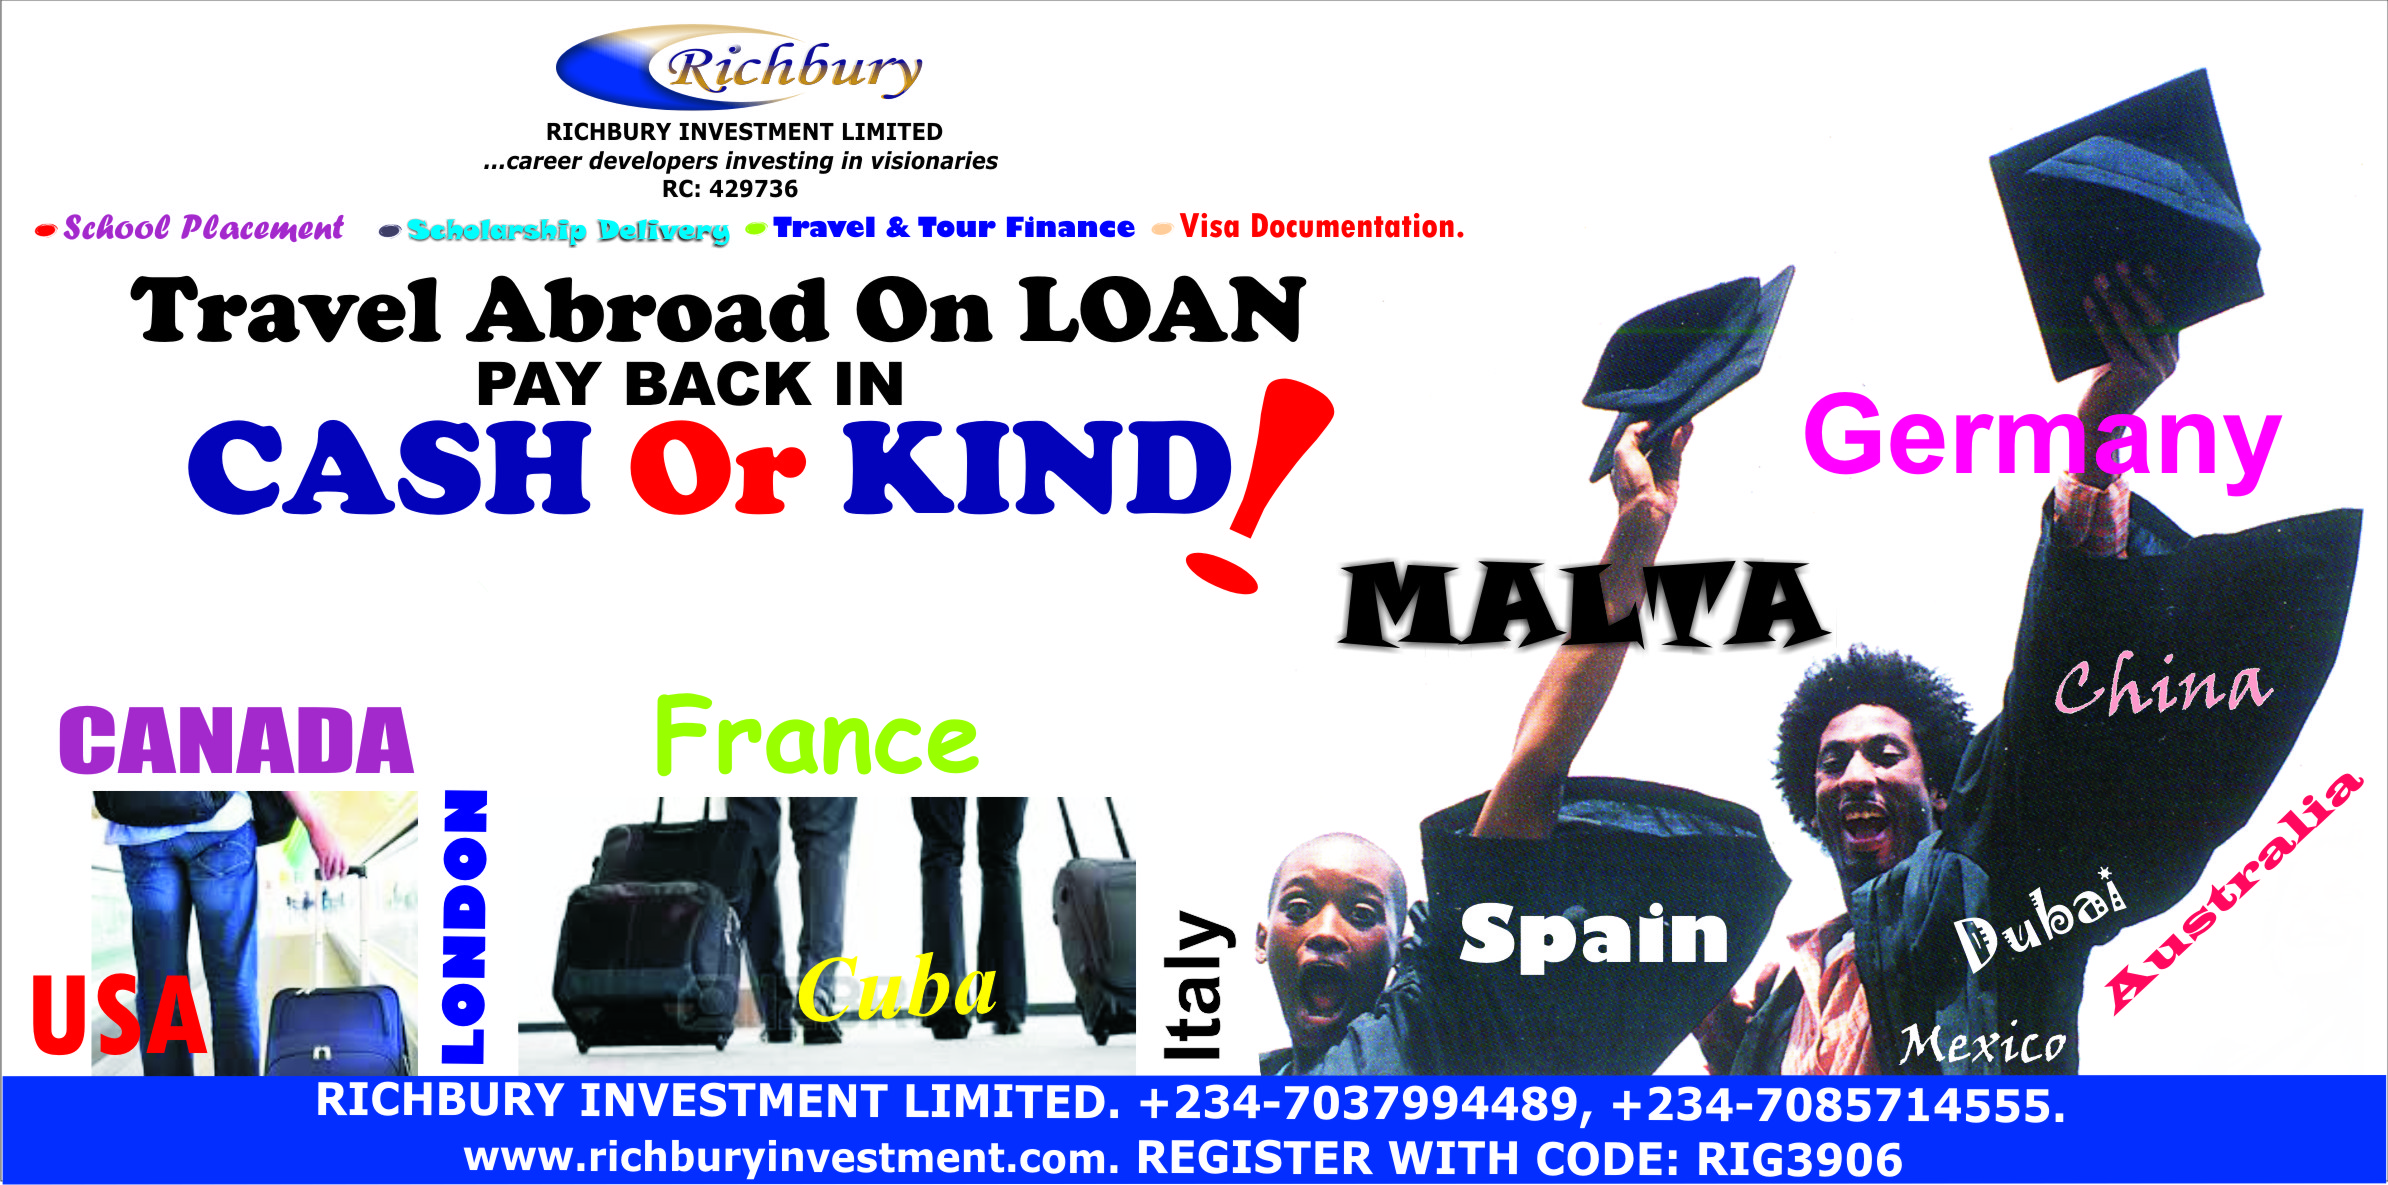 Richbury
RICHBURY INVESTMENT LIMITED
...career developers investing in visionaries
RC: 429736
School Placement Scholarship Delivery Travel & Tour Finance Visa Documentation.
Travel Abroad On LOAN
PAY BACK IN
CASH Or KIND!
Germany
MALTA
China
CANADA
France
LONDON
Australia
USA
Cuba
Italy
Spain
Dubai
Mexico
RICHBURY INVESTMENT LIMITED. +234-7037994489, +234-7085714555.
www.richburyinvestment.com. REGISTER WITH CODE: RIG3906